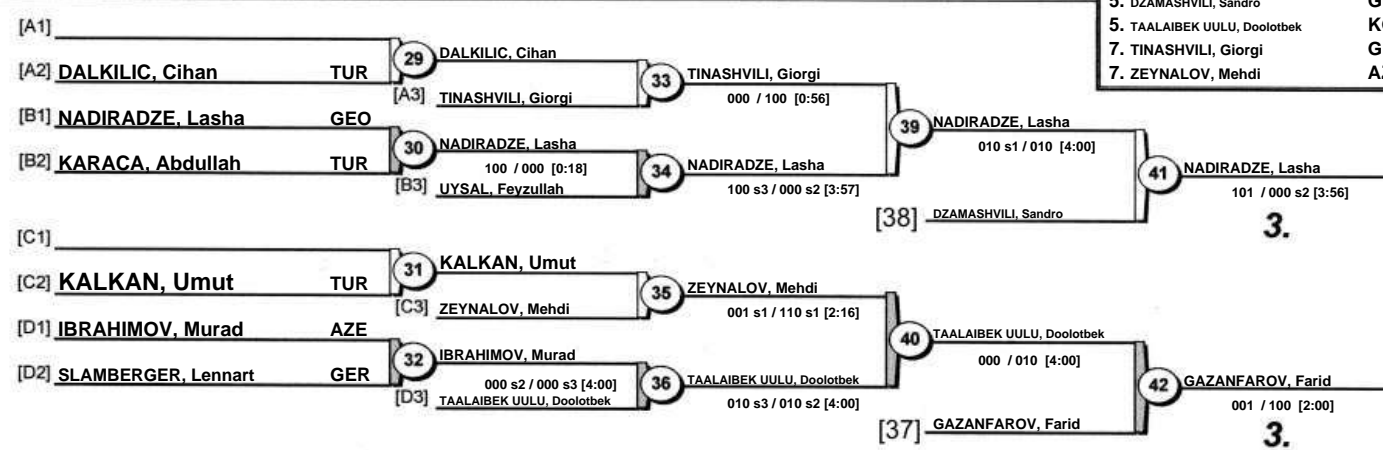 5. DZAMASHVILI, Sandro G
5. TAALAIBEK UULU, Doolotbek
7. TINASHVILI, Giorgi G
7. ZEYNALOV, Mehdi
[A1]
[A2] DALKILIC, Cihan TUR
29 DALKILIC, Cihan
[A3] TINASHVILI, Giorgi
33 TINASHVILI, Giorgi
000 / 100 [0:56]
[B1] NADIRADZE, Lasha GEO
[B2] KARACA, Abdullah TUR
30 NADIRADZE, Lasha
100 / 000 [0:18]
[B3] UYSAL, Feyzullah
34 NADIRADZE, Lasha
100 s3 / 000 s2 [3:57]
39 NADIRADZE, Lasha
010 s1 / 010 [4:00]
[38] DZAMASHVILI, Sandro
41 NADIRADZE, Lasha
101 / 000 s2 [3:56]
3.
[C1]
[C2] KALKAN, Umut TUR
31 KALKAN, Umut
[C3] ZEYNALOV, Mehdi
35 ZEYNALOV, Mehdi
001 s1 / 110 s1 [2:16]
[D1] IBRAHIMOV, Murad AZE
[D2] SLAMBERGER, Lennart GER
32 IBRAHIMOV, Murad
000 s2 / 000 s3 [4:00]
[D3] TAALAIBEK UULU, Doolotbek
36 TAALAIBEK UULU, Doolotbek
010 s3 / 010 s2 [4:00]
40 TAALAIBEK UULU, Doolotbek
000 / 010 [4:00]
[37] GAZANFAROV, Farid
42 GAZANFAROV, Farid
001 / 100 [2:00]
3.